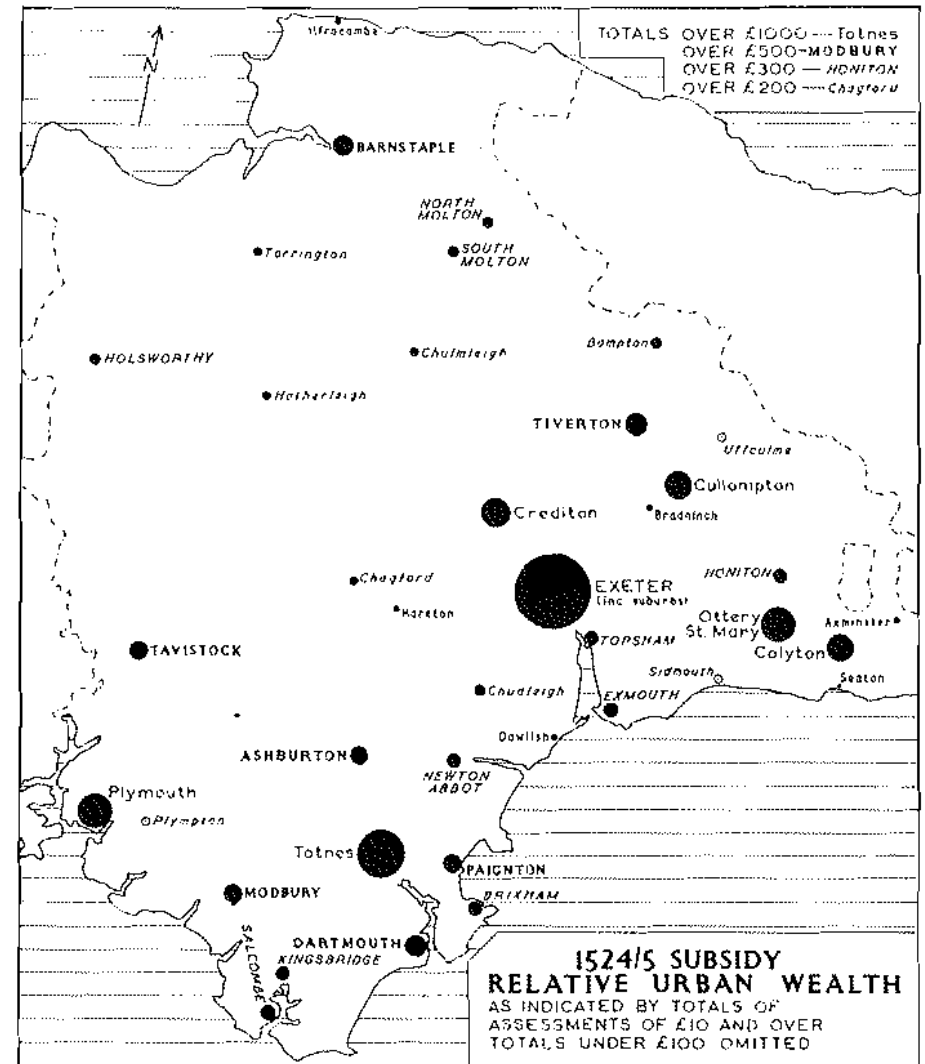 Ilfracombe
TOTALS OVER £1000 — Totnes
OVER £500 — MODBURY
OVER £300 — HONITON
OVER £200 — Chagford
N
BARNSTAPLE
NORTH
MOLTON
Torrington
SOUTH
MOLTON
Bampton
HOLSWORTHY
Chulmleigh
Hatherleigh
TIVERTON
Uffculme
Cullompton
Crediton
Bradninch
Chagford
EXETER
(inc suburbs)
HONITON
Moreton
Ottery
St. Mary
Axminster
TAVISTOCK
TOPSHAM
Colyton
Sidmouth
Seaton
Chudleigh
EXMOUTH
Dawlish
ASHBURTON
NEWTON
ABBOT
Plymouth
Plympton
Totnes
PAIGNTON
MODBURY
BRIXHAM
DARTMOUTH
KINGSBRIDGE
SALCOMBE
1524/5 SUBSIDY
RELATIVE URBAN WEALTH
AS INDICATED BY TOTALS OF
ASSESSMENTS OF £10 AND OVER
TOTALS UNDER £100 OMITTED